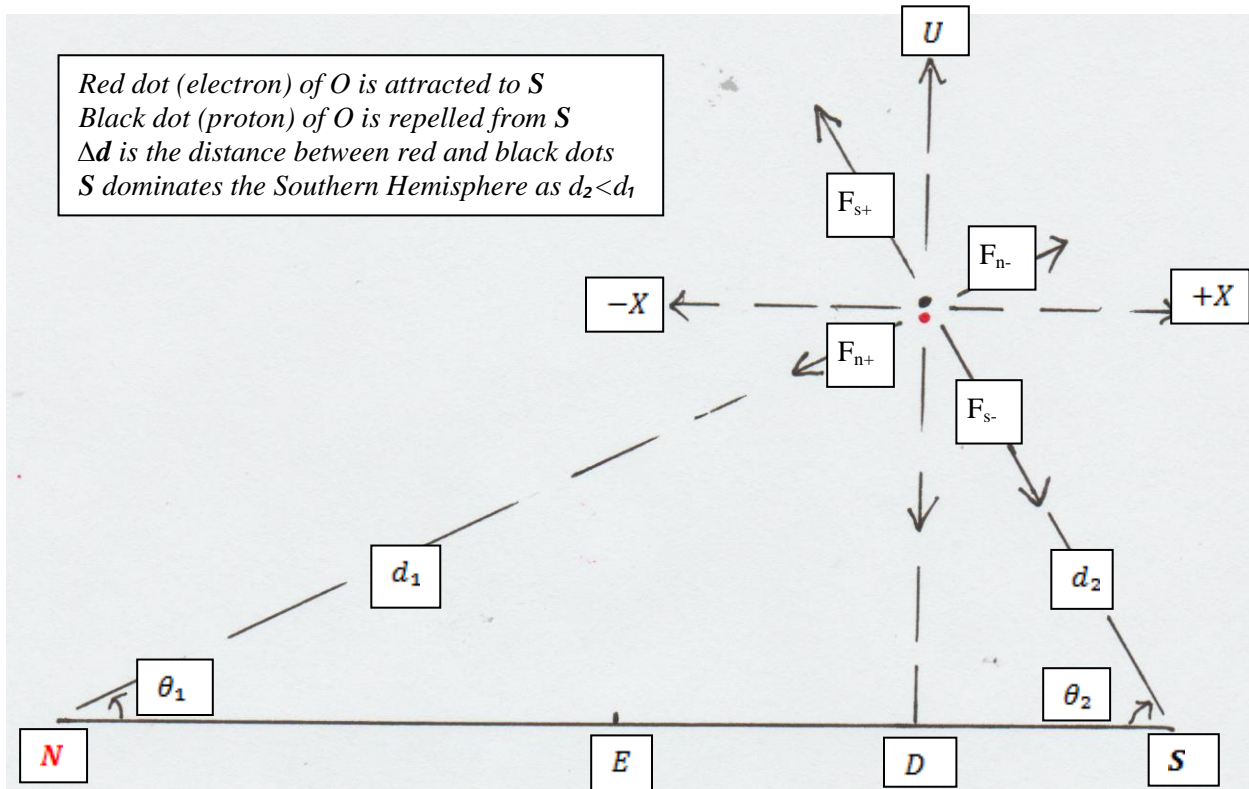 U
Red dot (electron) of O is attracted to S
Black dot (proton) of O is repelled from S
∆d is the distance between red and black dots
S dominates the Southern Hemisphere as d₂<d₁
Fₛ₊
Fₙ₋
−X
+X
Fₙ₊
Fₛ₋
d₁
d₂
θ₁
θ₂
N
E
D
S